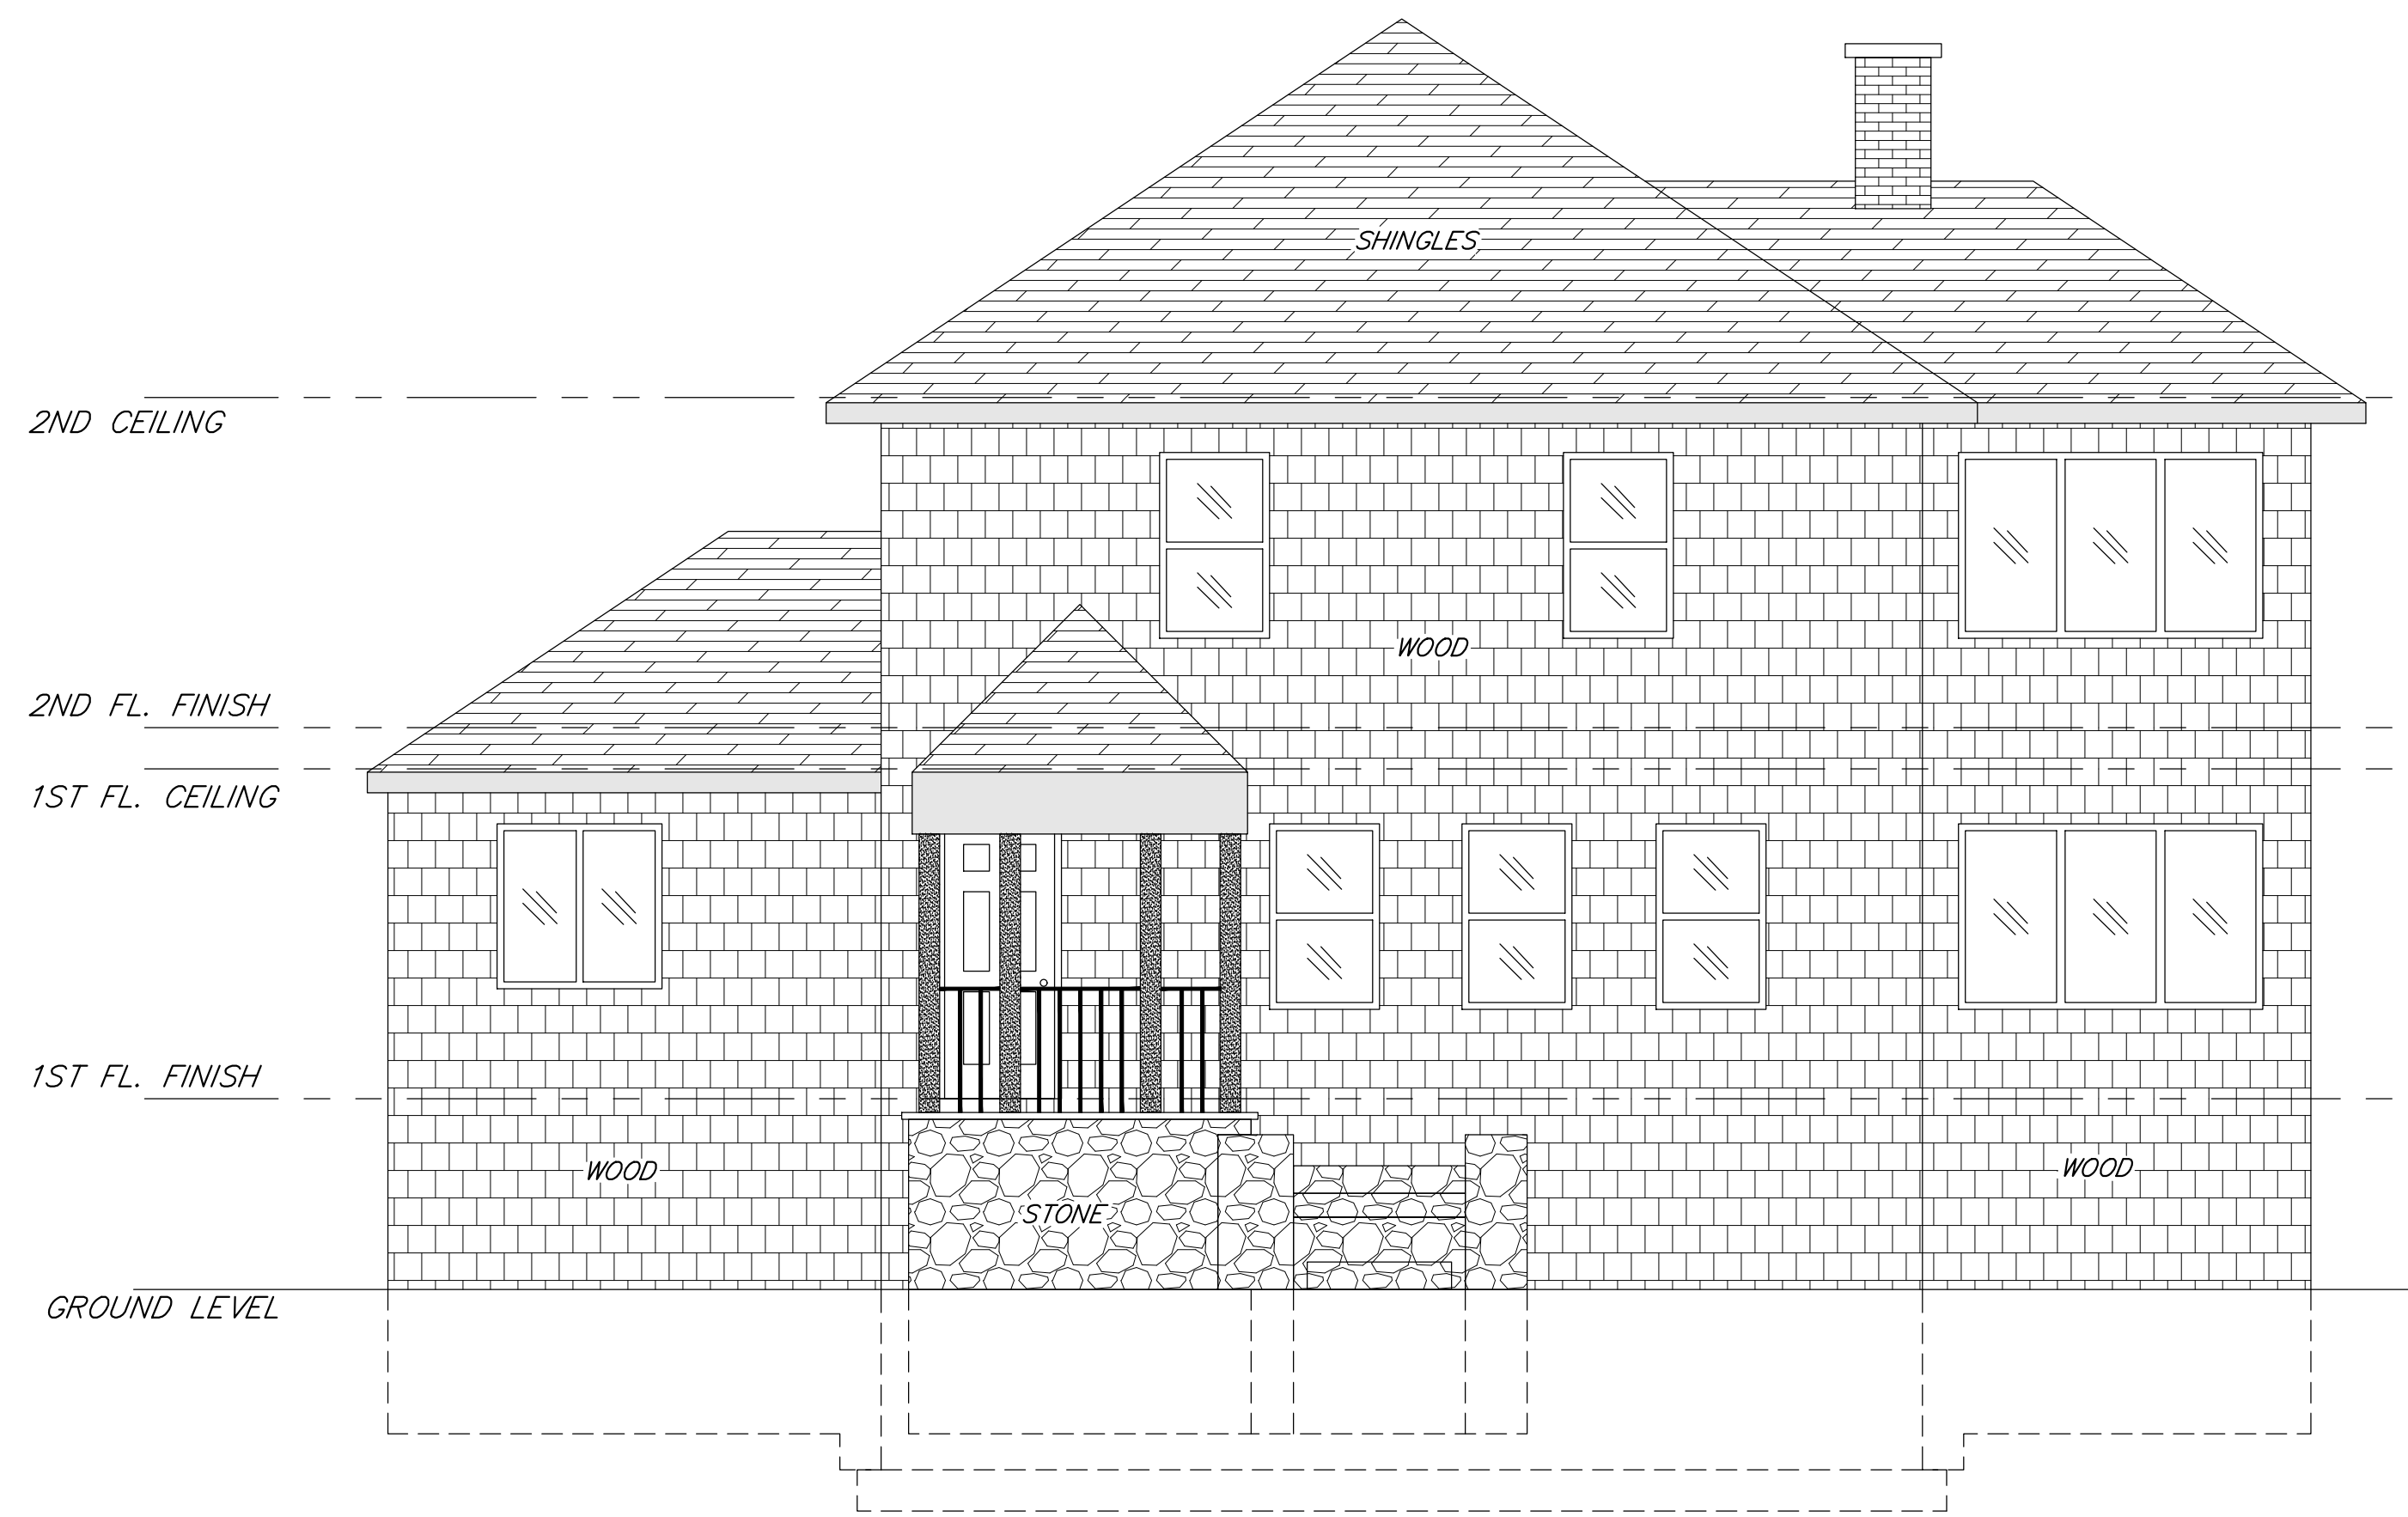 SHINGLES
2ND CEILING
WOOD
2ND FL. FINISH
1ST FL. CEILING
1ST FL. FINISH
WOOD
WOOD
STONE
GROUND LEVEL